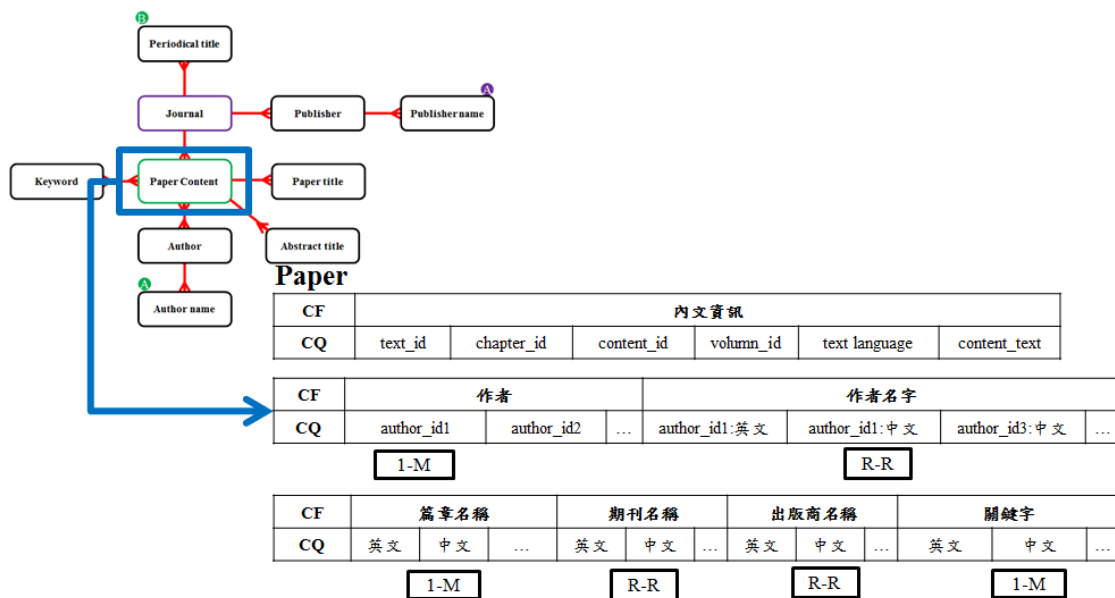 B
Periodical title
A
Journal
Publisher
Publisher name
Keyword
Paper Content
Paper title
Author
Abstract title
A
Author name
Paper
CF 內文資訊
CQ text_id chapter_id content_id volumn_id text language content_text
CF 作者 作者名字
CQ author_id1 author_id2 … author_id1:英文 author_id1:中文 author_id3:中文 …
1-M R-R
CF 篇章名稱 期刊名稱 出版商名稱 關鍵字
CQ 英文 中文 … 英文 中文 … 英文 中文 … 英文 中文 …
1-M R-R R-R 1-M